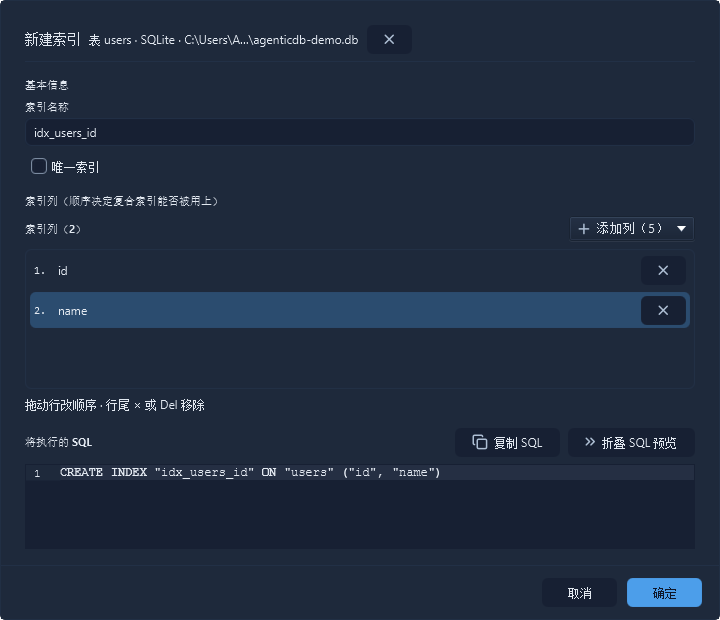 新建索引 表 users · SQLite · C:\Users\A...\agenticdb-demo.db ✕
基本信息
索引名称
idx_users_id
唯一索引
索引列（顺序决定复合索引能否被用上）
索引列（2） 添加列（5）
1. id ✕
2. name ✕
拖动行改顺序 · 行尾 × 或 Del 移除
将执行的 SQL 复制 SQL 折叠 SQL 预览
1 CREATE INDEX "idx_users_id" ON "users" ("id", "name")
取消 确定